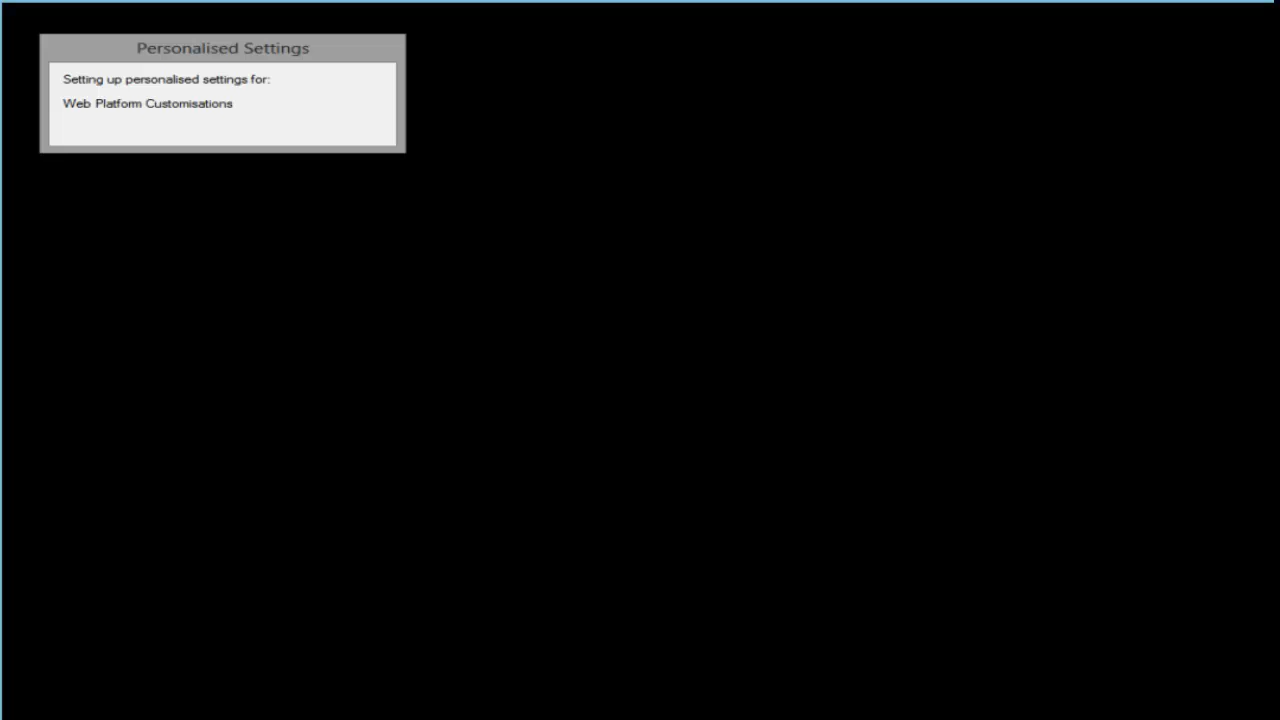 Personalised Settings
Setting up personalised settings for:
Web Platform Customisations